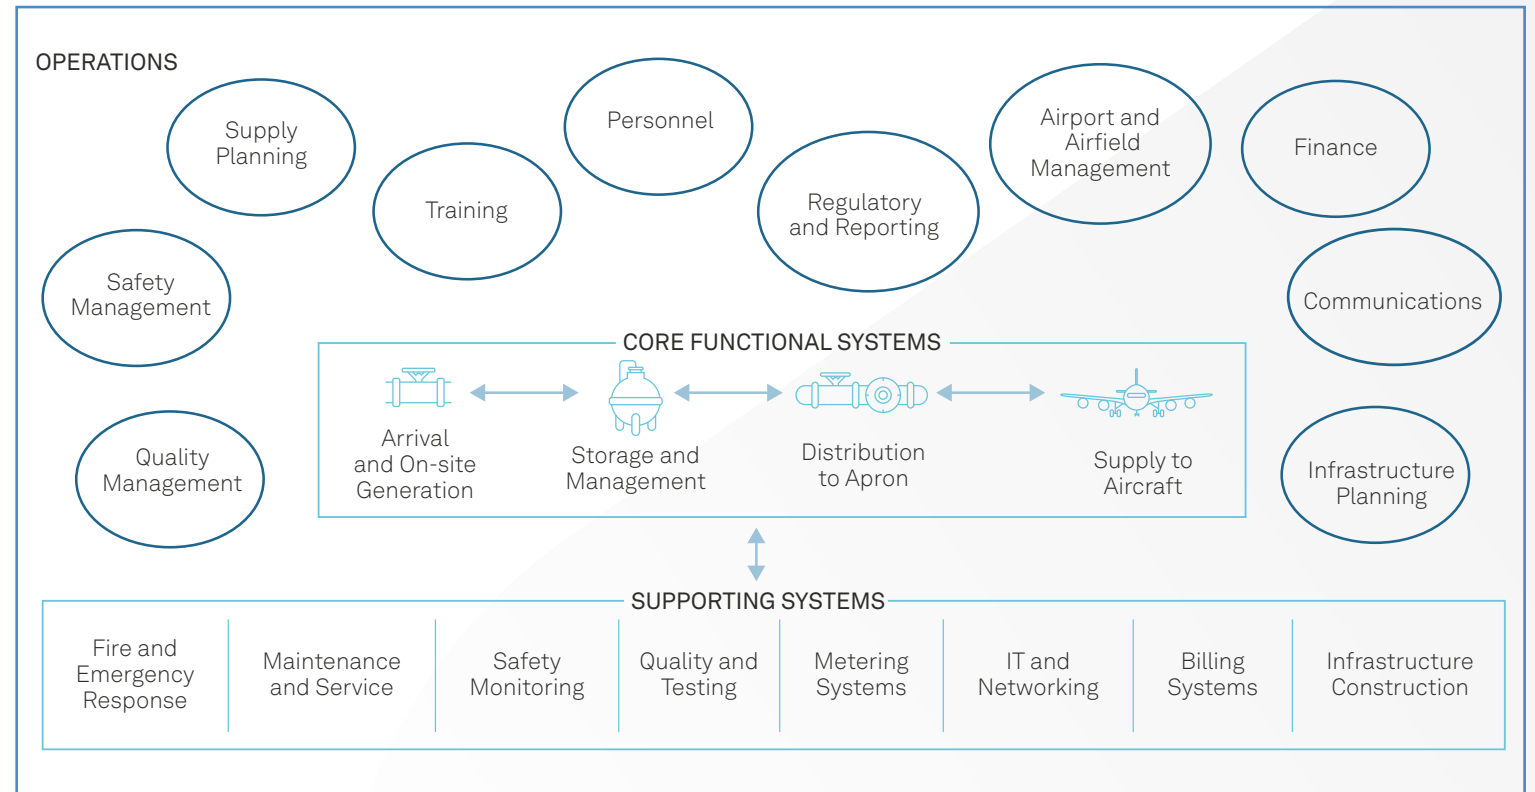 OPERATIONS
Supply
Planning
Training
Personnel
Regulatory
and Reporting
Airport and
Airfield
Management
Finance
Safety
Management
Communications
Quality
Management
Infrastructure
Planning
CORE FUNCTIONAL SYSTEMS
Arrival
and On-site
Generation
Storage and
Management
Distribution
to Apron
Supply to
Aircraft
SUPPORTING SYSTEMS
Fire and
Emergency
Response
Maintenance
and Service
Safety
Monitoring
Quality and
Testing
Metering
Systems
IT and
Networking
Billing
Systems
Infrastructure
Construction